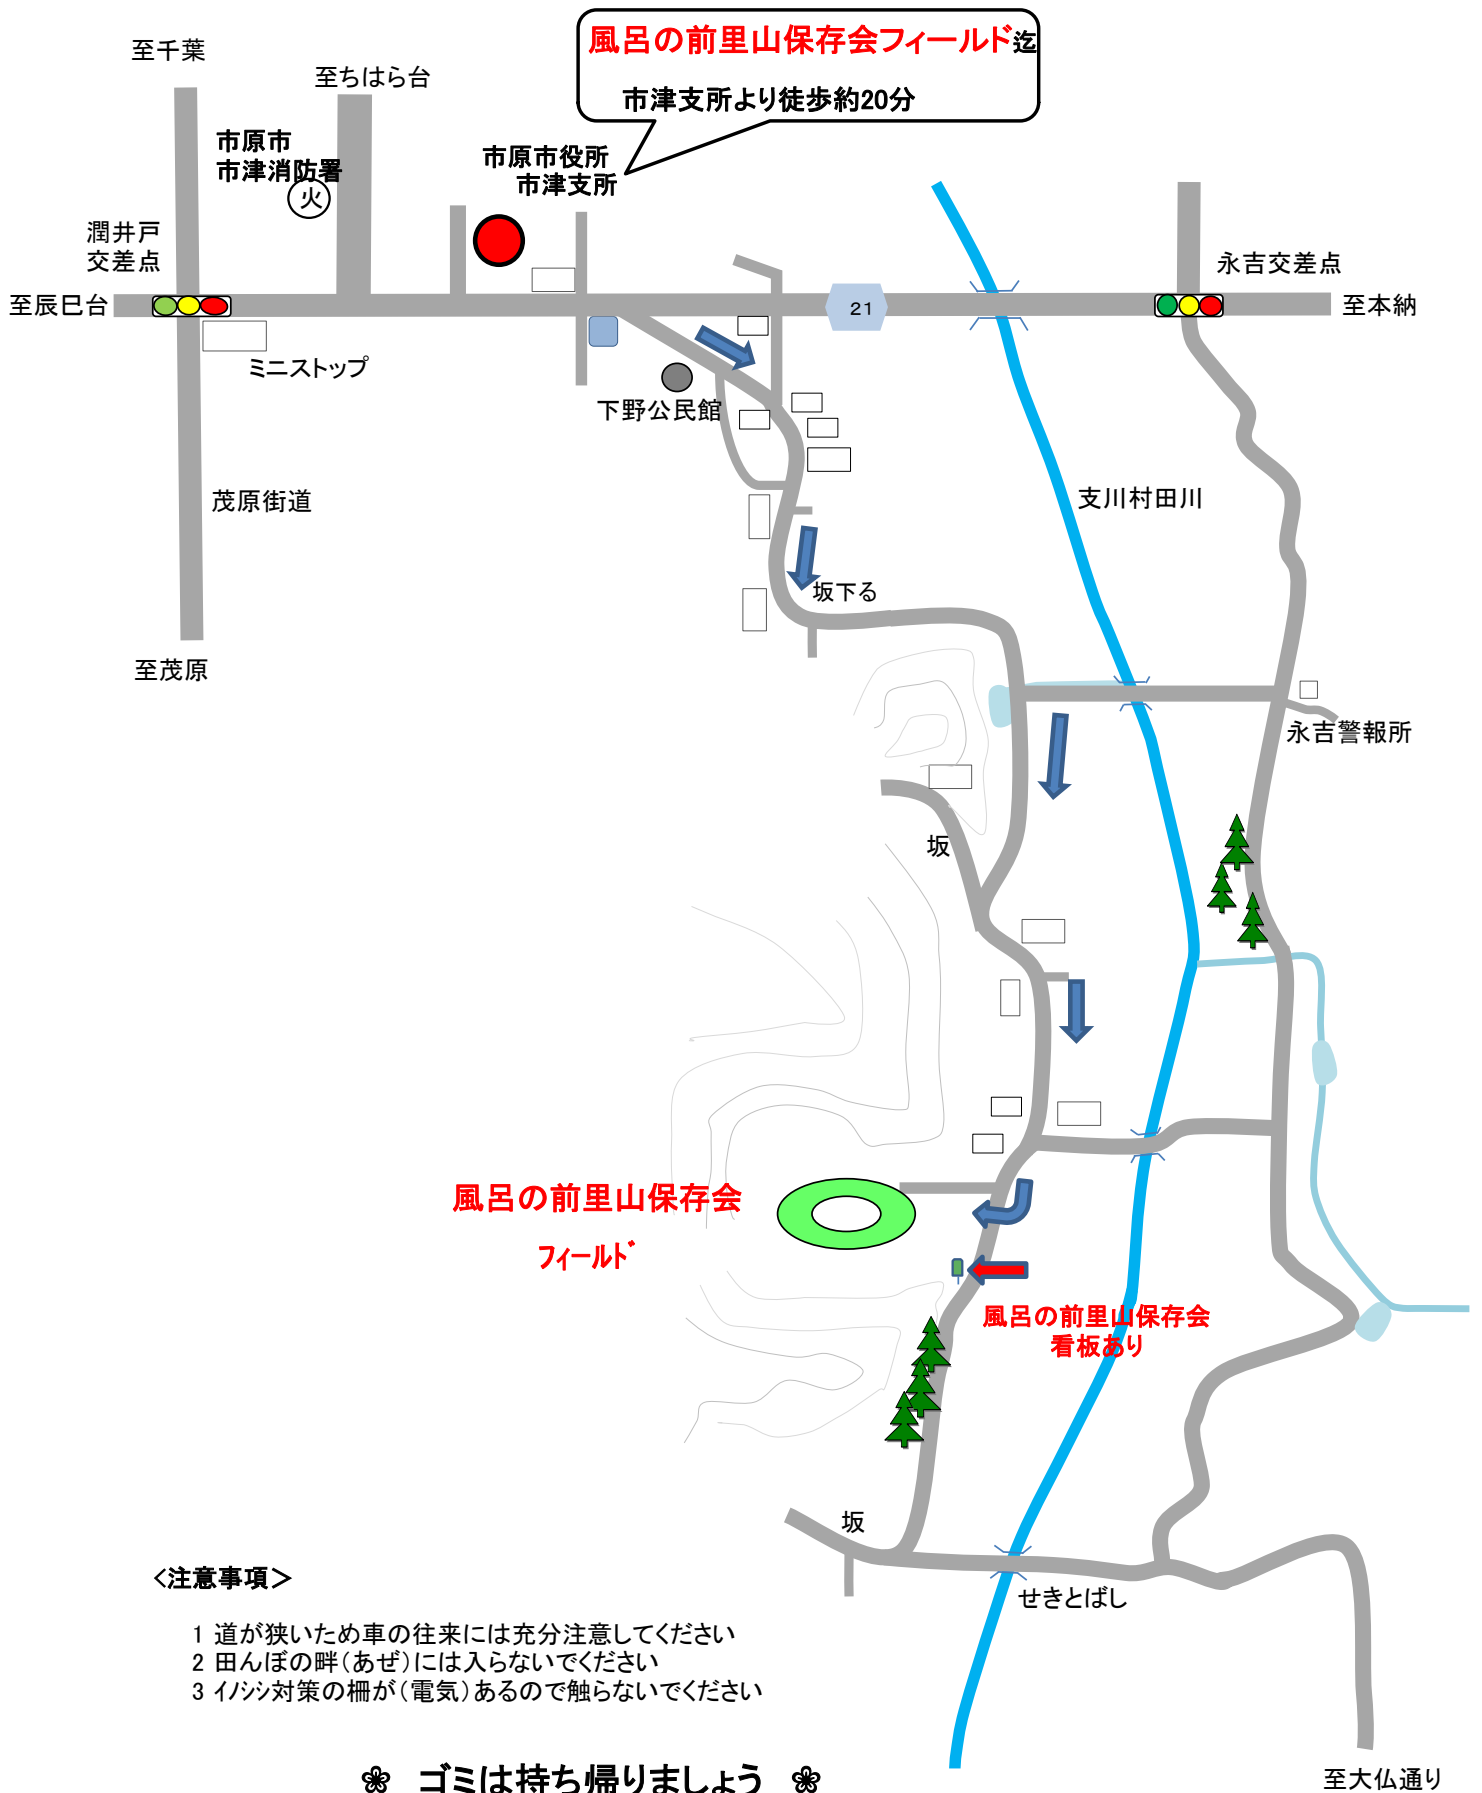 風呂の前里山保存会フィールド迄
市津支所より徒歩約20分
至千葉
至ちはら台
市原市
市津消防署
火
市原市役所
市津支所
潤井戸
交差点
永吉交差点
至辰巳台
21
至本納
ミニストップ
下野公民館
茂原街道
支川村田川
坂下る
至茂原
永吉警報所
坂
風呂の前里山保存会
フィールド
風呂の前里山保存会
看板あり
坂
せきとばし
<注意事項>
1 道が狭いため車の往来には充分注意してください
2 田んぼの畔(あぜ)には入らないでください
3 イノシシ対策の柵が(電気)あるので触らないでください
❀ ゴミは持ち帰りましょう ❀
至大仏通り